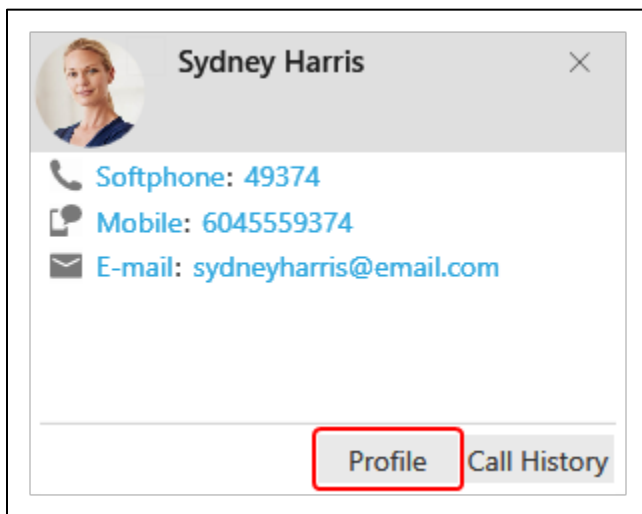 Sydney Harris
Softphone: 49374
Mobile: 6045559374
E-mail: sydneyharris@email.com
Profile Call History